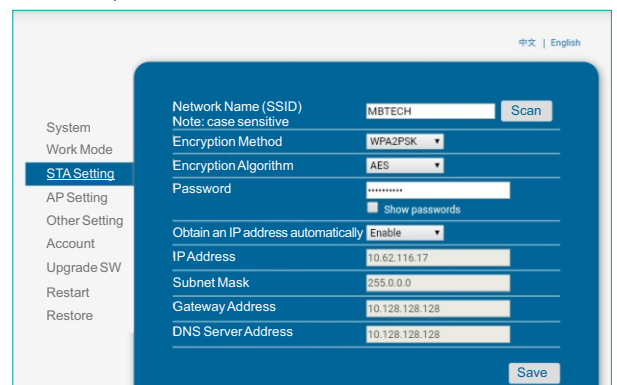 中文 | English
System
Work Mode
STA Setting
AP Setting
Other Setting
Account
Upgrade SW
Restart
Restore
Network Name (SSID)
Note: case sensitive
MBTECH
Scan
Encryption Method
WPA2PSK
Encryption Algorithm
AES
Password
••••••••••
Show passwords
Obtain an IP address automatically
Enable
IP Address
10.62.116.17
Subnet Mask
255.0.0.0
Gateway Address
10.128.128.128
DNS Server Address
10.128.128.128
Save